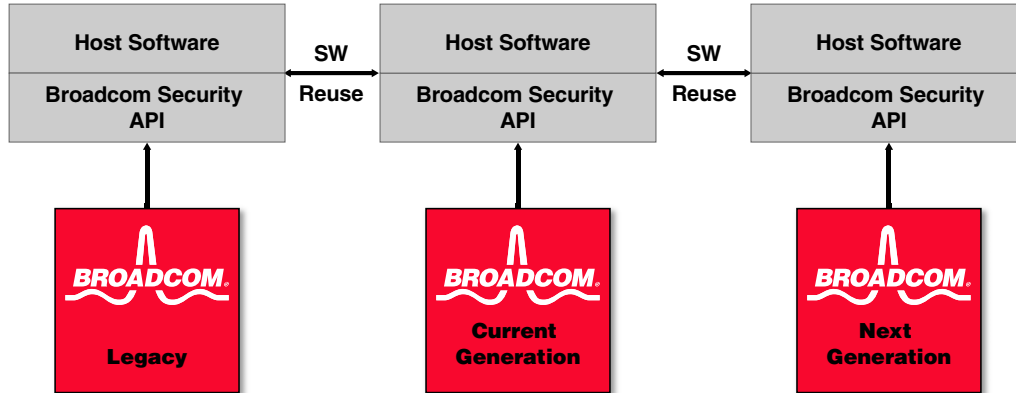 Host Software
Broadcom Security
API
SW
Reuse
Host Software
Broadcom Security
API
SW
Reuse
Host Software
Broadcom Security
API
BROADCOM®
Legacy
BROADCOM®
Current
Generation
BROADCOM®
Next
Generation